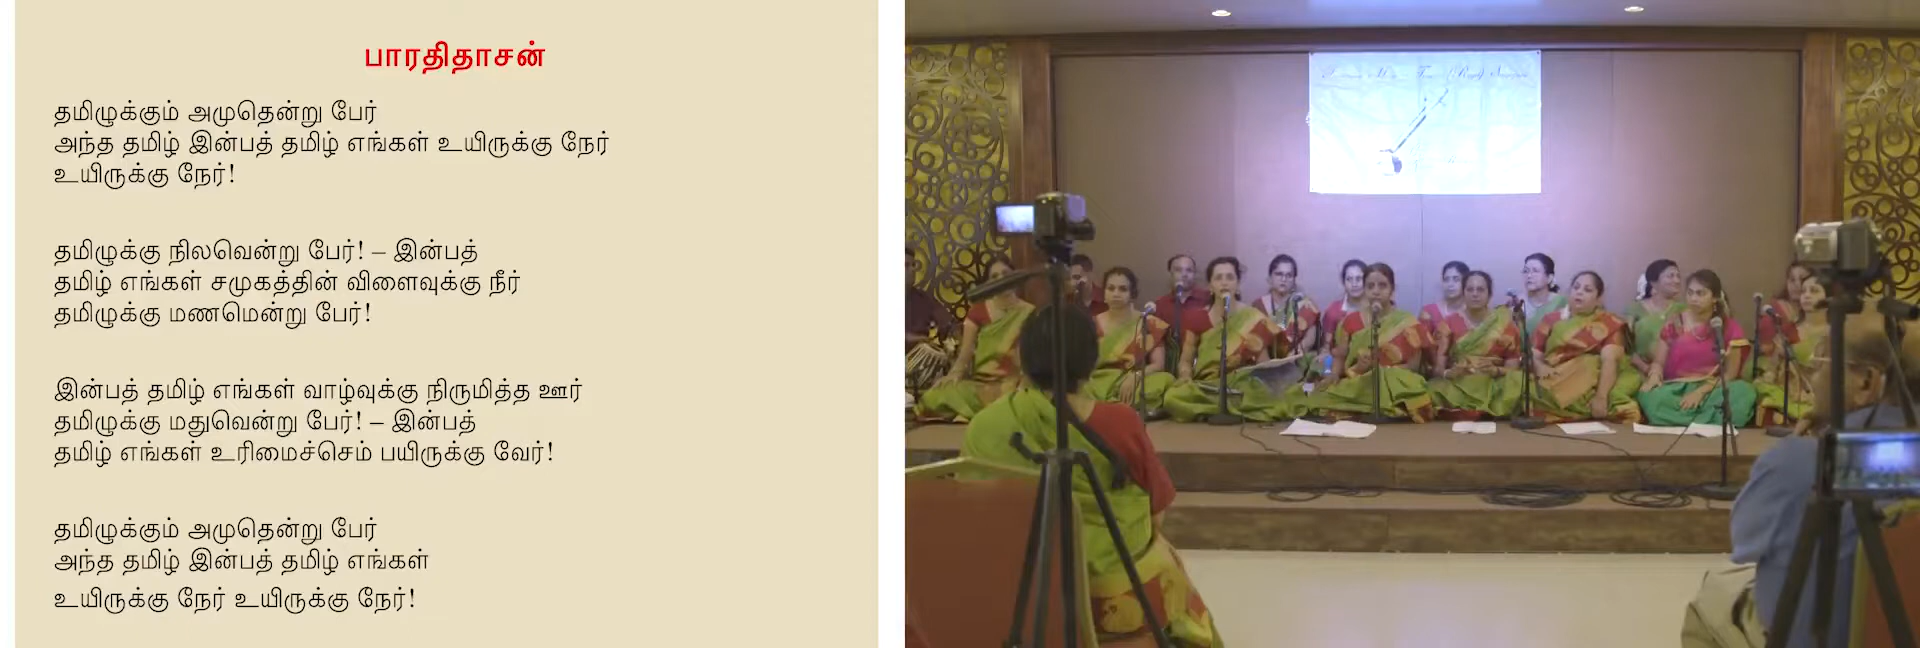 பாரதிதாசன்
தமிழுக்கும் அமுதென்று பேர்
அந்த தமிழ் இன்பத் தமிழ் எங்கள் உயிருக்கு நேர்
உயிருக்கு நேர்!
தமிழுக்கு நிலவென்று பேர்! – இன்பத்
தமிழ் எங்கள் சமுகத்தின் விளைவுக்கு நீர்
தமிழுக்கு மணமென்று பேர்!
இன்பத் தமிழ் எங்கள் வாழ்வுக்கு நிருமித்த ஊர்
தமிழுக்கு மதுவென்று பேர்! – இன்பத்
தமிழ் எங்கள் உரிமைச்செம் பயிருக்கு வேர்!
தமிழுக்கும் அமுதென்று பேர்
அந்த தமிழ் இன்பத் தமிழ் எங்கள்
உயிருக்கு நேர் உயிருக்கு நேர்!